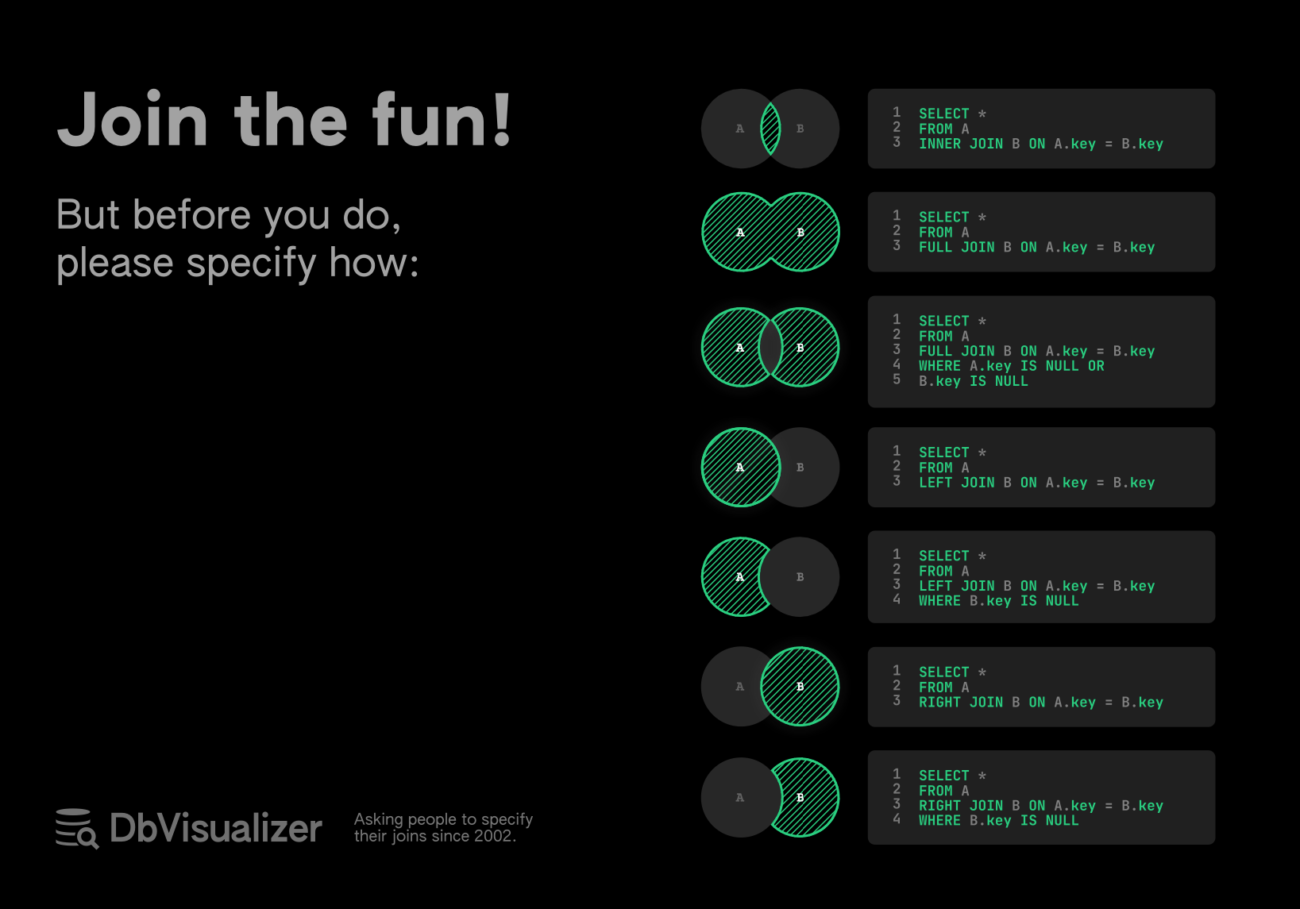 Join the fun!
But before you do,
please specify how:
A
B
1 SELECT *
2 FROM A
3 INNER JOIN B ON A.key = B.key
A
B
1 SELECT *
2 FROM A
3 FULL JOIN B ON A.key = B.key
A
B
1 SELECT *
2 FROM A
3 FULL JOIN B ON A.key = B.key
4 WHERE A.key IS NULL OR
5 B.key IS NULL
A
B
1 SELECT *
2 FROM A
3 LEFT JOIN B ON A.key = B.key
A
B
1 SELECT *
2 FROM A
3 LEFT JOIN B ON A.key = B.key
4 WHERE B.key IS NULL
A
B
1 SELECT *
2 FROM A
3 RIGHT JOIN B ON A.key = B.key
A
B
1 SELECT *
2 FROM A
3 RIGHT JOIN B ON A.key = B.key
4 WHERE B.key IS NULL
DbVisualizer
Asking people to specify
their joins since 2002.